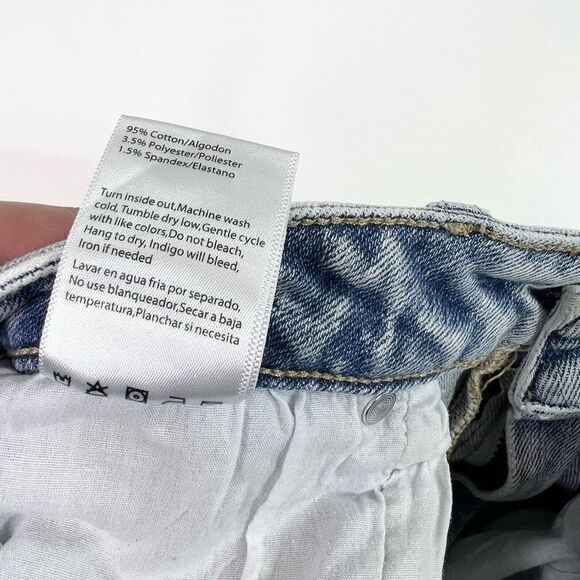 95% Cotton/Algodon
3.5% Polyester/Poliester
1.5% Spandex/Elastano
Turn inside out,Machine wash
cold, Tumble dry low,Gentle cycle
with like colors,Do not bleach,
Hang to dry, Indigo will bleed,
Iron if needed
Lavar en agua fria por separado,
No use blanqueador,Secar a baja
temperatura,Planchar si necesita